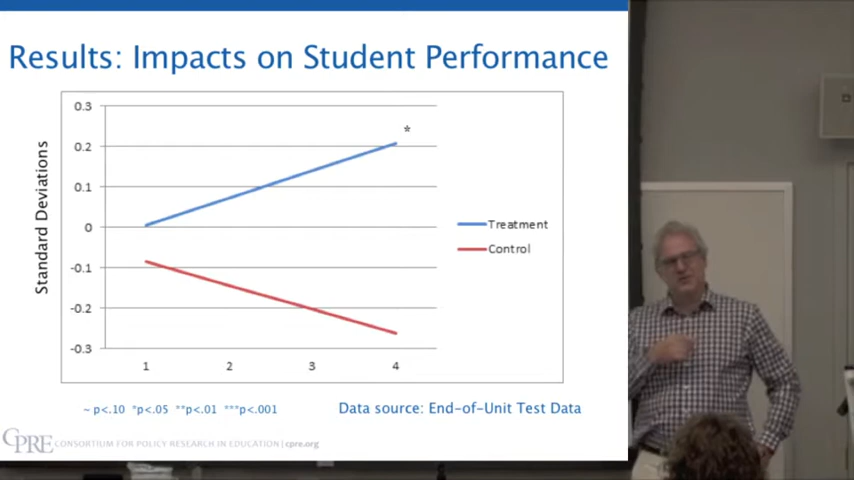 Results: Impacts on Student Performance
Standard Deviations
0.3
0.2
0.1
0
-0.1
-0.2
-0.3
*
1 2 3 4
Treatment
Control
~ p<.10 *p<.05 **p<.01 ***p<.001
Data source: End-of-Unit Test Data
CPRE CONSORTIUM FOR POLICY RESEARCH IN EDUCATION | cpre.org